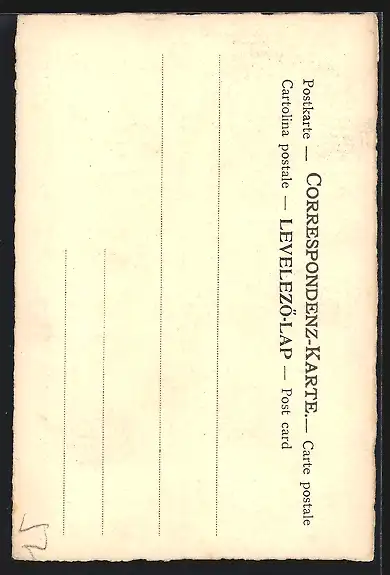 Postkarte — CORRESPONDENZ-KARTE. — Carte postale
Cartolina postale — LEVELEZŐ-LAP — Post card